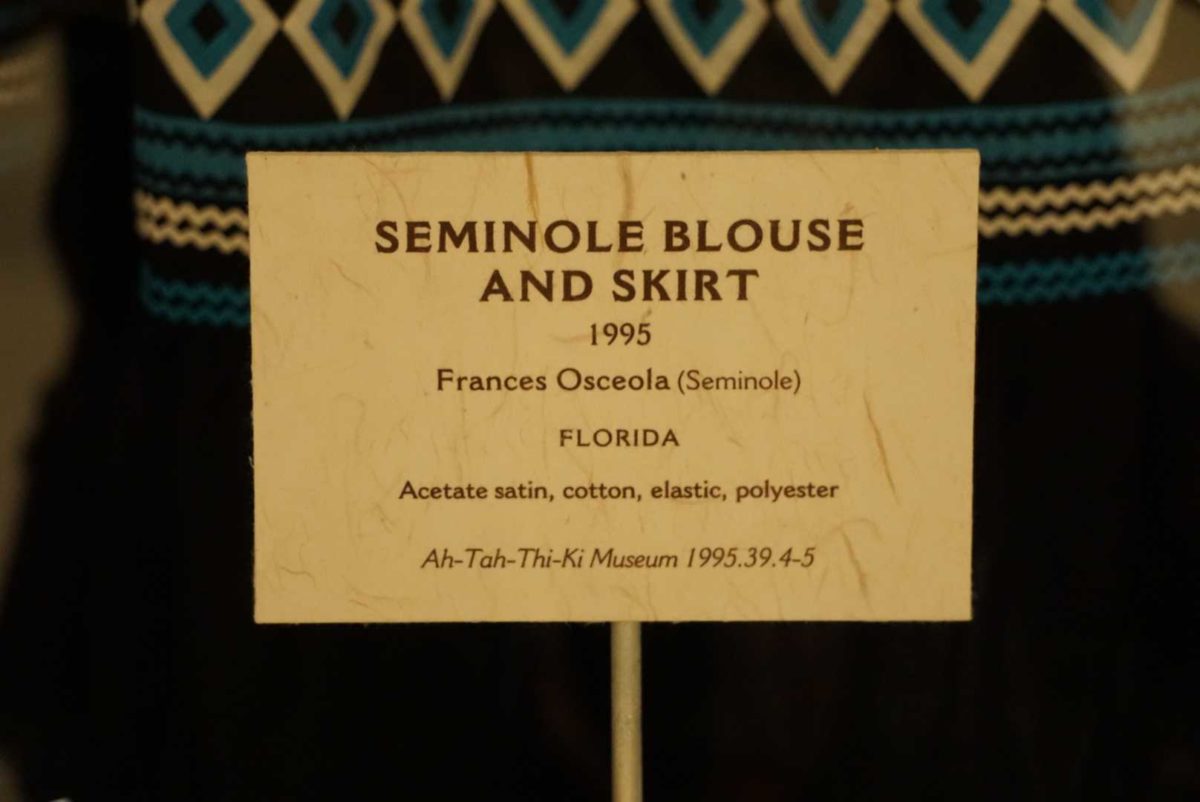 SEMINOLE BLOUSE
AND SKIRT
1995
Frances Osceola (Seminole)
FLORIDA
Acetate satin, cotton, elastic, polyester
Ah-Tah-Thi-Ki Museum 1995.39.4-5